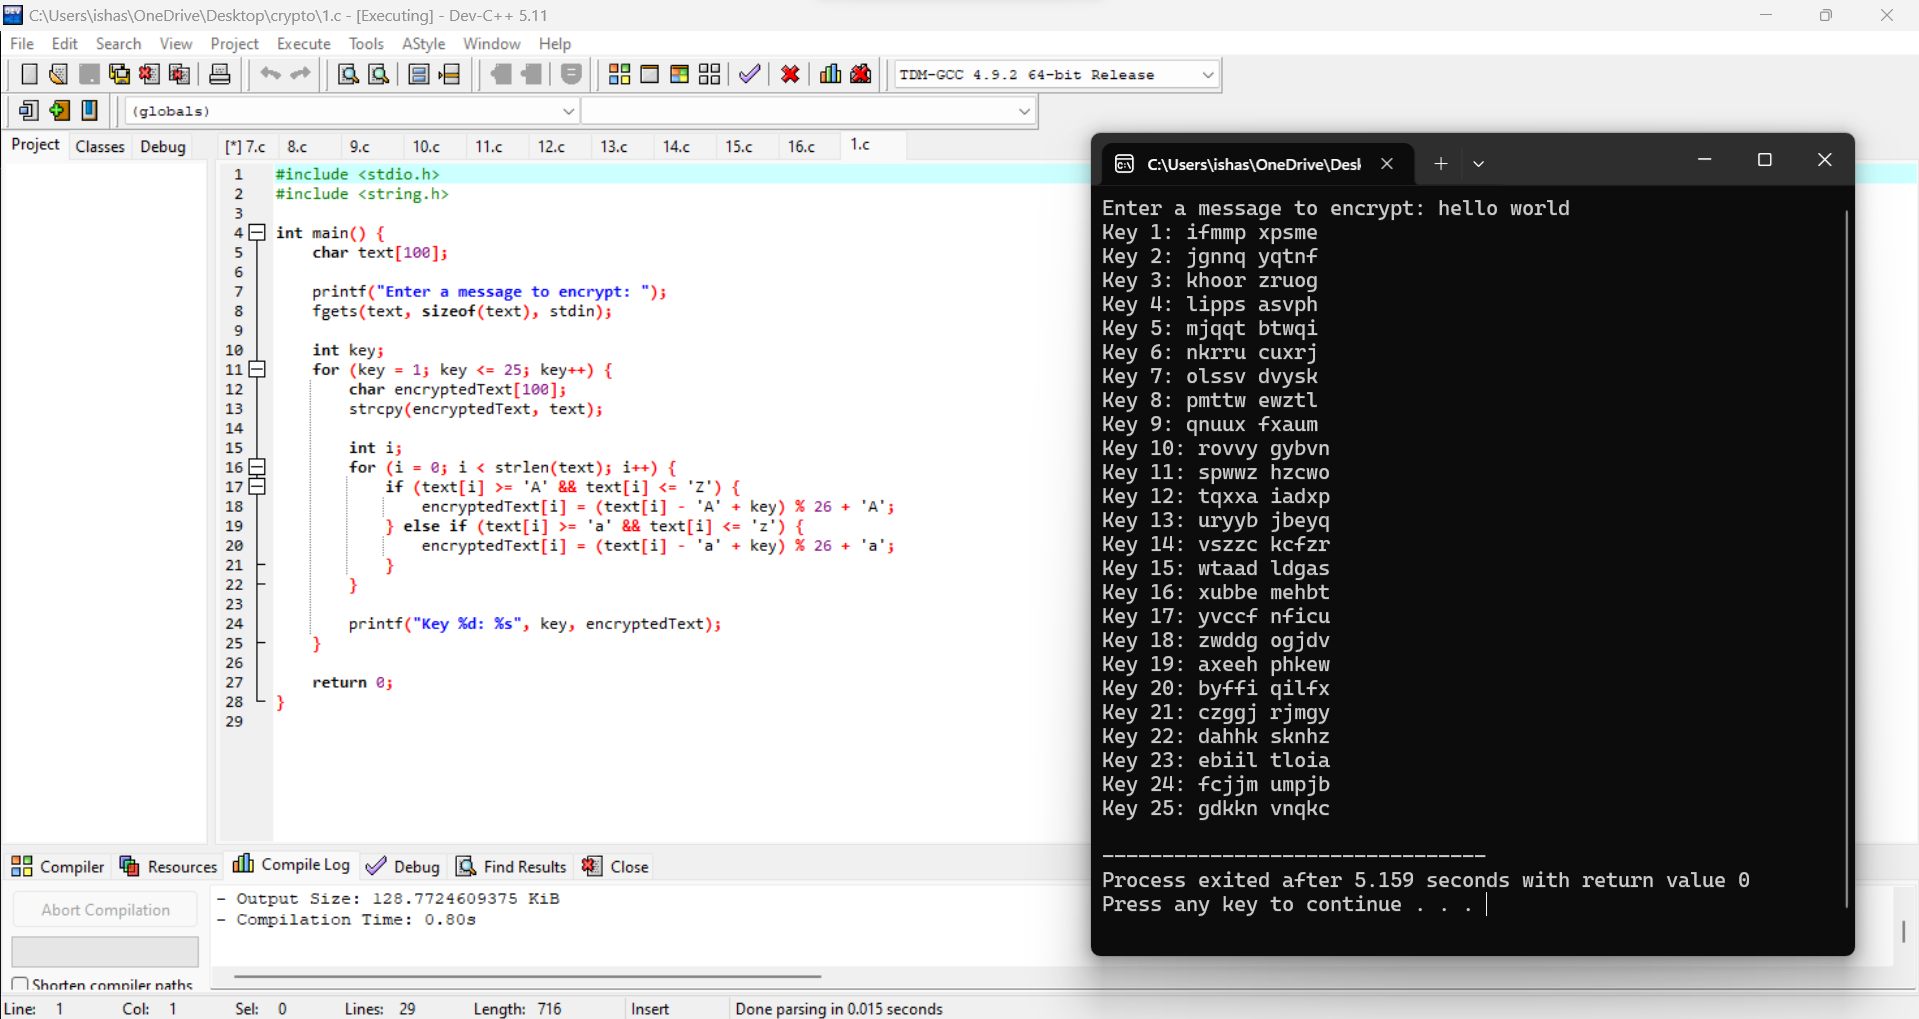 C:\Users\ishas\OneDrive\Desktop\crypto\1.c - [Executing] - Dev-C++ 5.11
File Edit Search View Project Execute Tools AStyle Window Help
TDM-GCC 4.9.2 64-bit Release
(globals)
Project Classes Debug
[*] 7.c 8.c 9.c 10.c 11.c 12.c 13.c 14.c 15.c 16.c 1.c
1 #include <stdio.h>
2 #include <string.h>
3
4 int main() {
5 char text[100];
6
7 printf("Enter a message to encrypt: ");
8 fgets(text, sizeof(text), stdin);
9
10 int key;
11 for (key = 1; key <= 25; key++) {
12 char encryptedText[100];
13 strcpy(encryptedText, text);
14
15 int i;
16 for (i = 0; i < strlen(text); i++) {
17 if (text[i] >= 'A' && text[i] <= 'Z') {
18 encryptedText[i] = (text[i] - 'A' + key) % 26 + 'A';
19 } else if (text[i] >= 'a' && text[i] <= 'z') {
20 encryptedText[i] = (text[i] - 'a' + key) % 26 + 'a';
21 }
22 }
23
24 printf("Key %d: %s", key, encryptedText);
25 }
26
27 return 0;
28 }
29
C:\Users\ishas\OneDrive\Desk
Enter a message to encrypt: hello world
Key 1: ifmmp xpsme
Key 2: jgnnq yqtnf
Key 3: khoor zruog
Key 4: lipps asvph
Key 5: mjqqt btwqi
Key 6: nkrru cuxrj
Key 7: olssv dvysk
Key 8: pmttw ewztl
Key 9: qnuux fxaum
Key 10: rovvy gybvn
Key 11: spwwz hzcwo
Key 12: tqxxa iadxp
Key 13: uryyb jbeyq
Key 14: vszzc kcfzr
Key 15: wtaad ldgas
Key 16: xubbe mehbt
Key 17: yvccf nficu
Key 18: zwddg ogjdv
Key 19: axeeh phkew
Key 20: byffi qilfx
Key 21: czggj rjmgy
Key 22: dahhk sknhz
Key 23: ebiil tloia
Key 24: fcjjm umpjb
Key 25: gdkkn vnqkc
--------------------------------
Process exited after 5.159 seconds with return value 0
Press any key to continue . . .
Compiler Resources Compile Log Debug Find Results Close
Abort Compilation
Shorten compiler paths
- Output Size: 128.7724609375 KiB
- Compilation Time: 0.80s
Line: 1 Col: 1 Sel: 0 Lines: 29 Length: 716 Insert Done parsing in 0.015 seconds